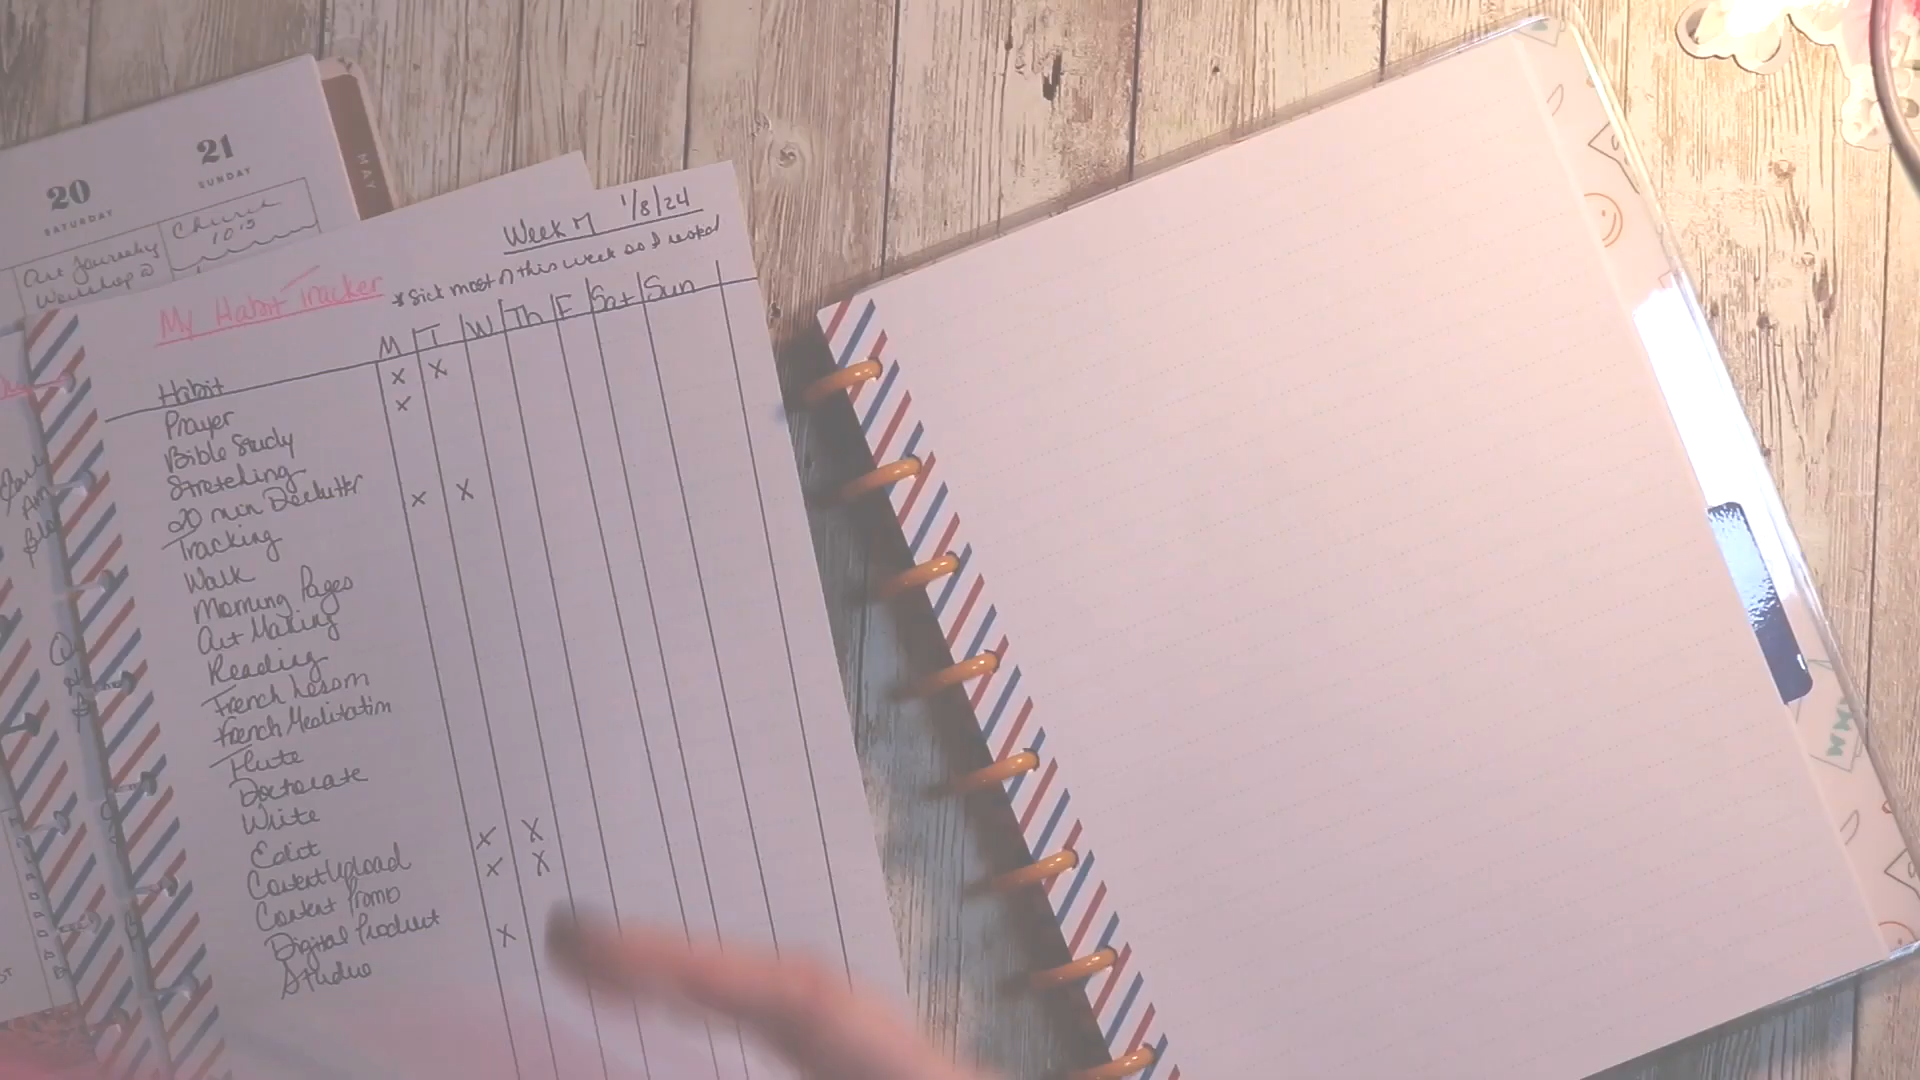 20
SATURDAY
21
SUNDAY
Art Journaling
Workshop @
Church
10:15
MAY
Week of 1/8/24
My Habit Tracker
* Sick most of this week so I rested
Habit M T W Th F Sat Sun
Prayer X X
Bible Study X
Stretching
20 min Declutter
Tracking X X
Walk
Morning Pages
Art Making
Reading
French Lesson
French Meditation
Flute
Doctorate
Write
Edit
Content Upload X X
Content Promo X X
Digital Product
Studio X